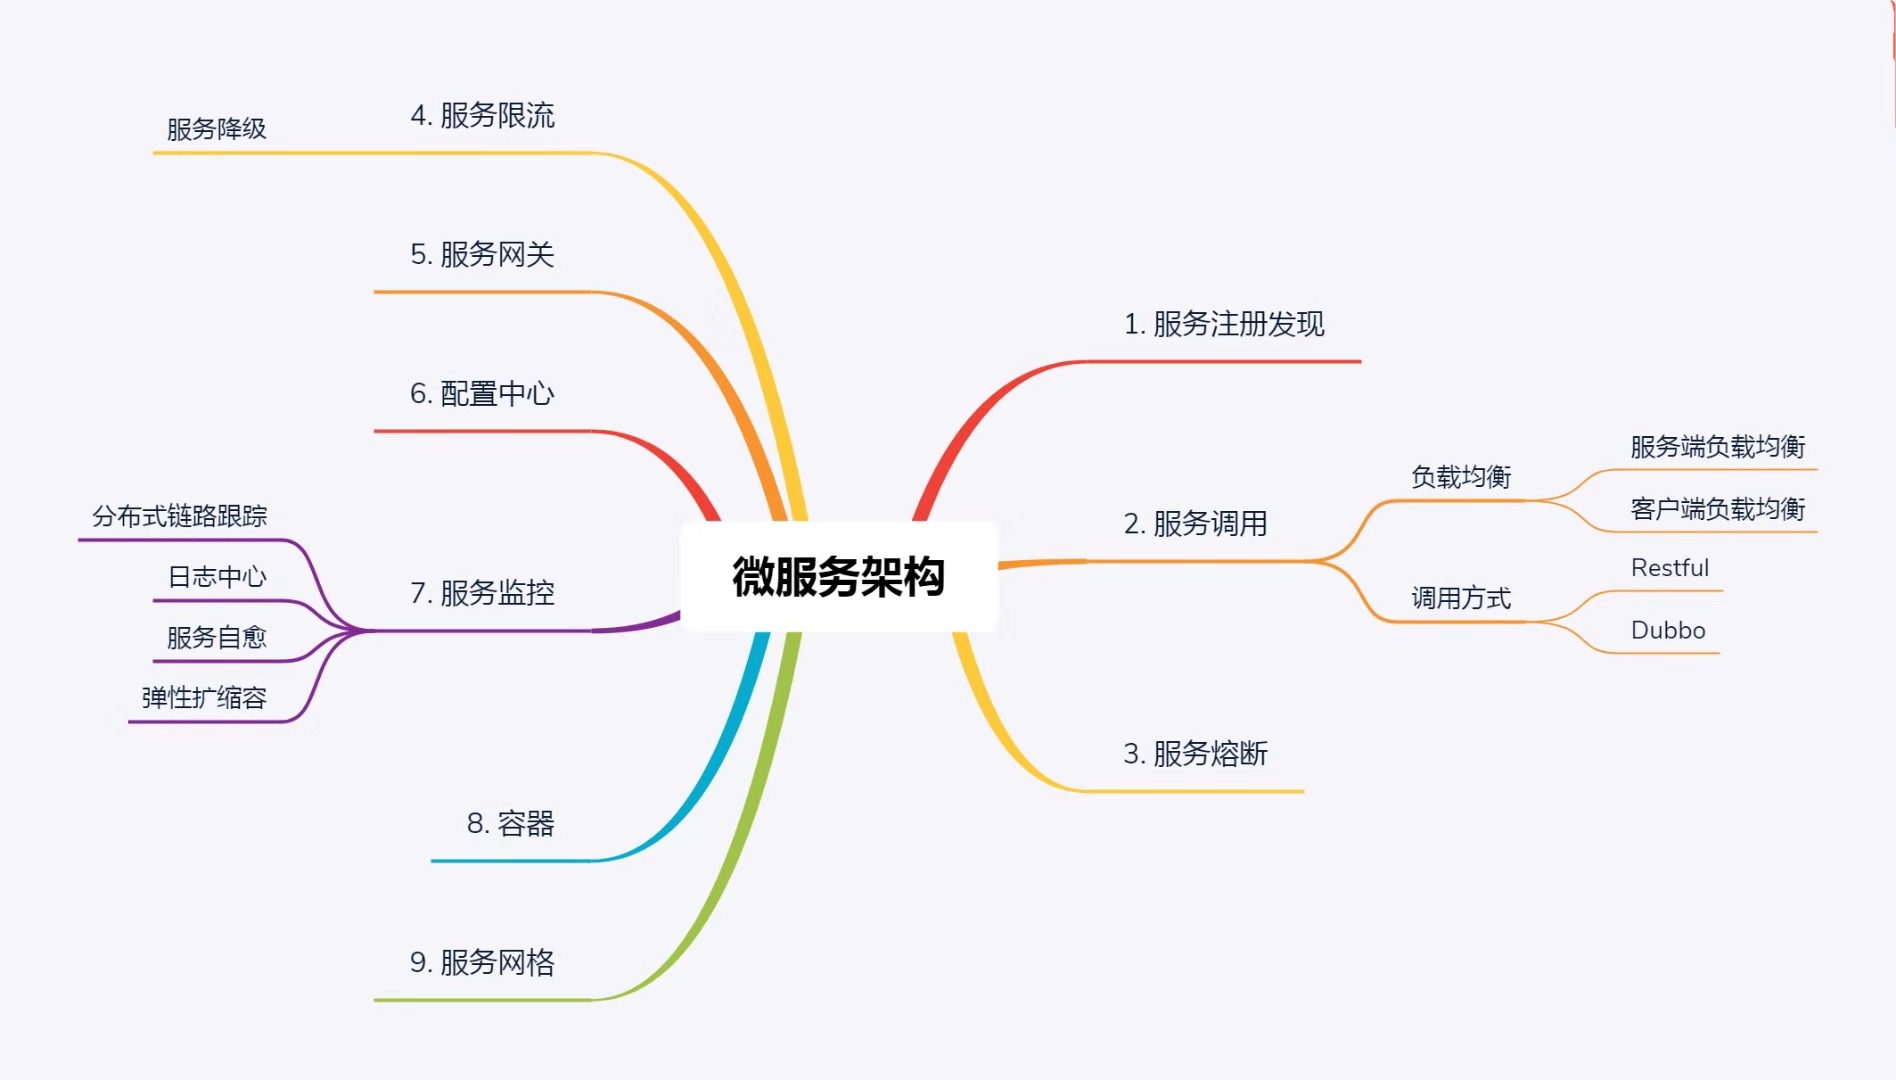 微服务架构
1. 服务注册发现
2. 服务调用
负载均衡
服务端负载均衡
客户端负载均衡
调用方式
Restful
Dubbo
3. 服务熔断
4. 服务限流
服务降级
5. 服务网关
6. 配置中心
7. 服务监控
分布式链路跟踪
日志中心
服务自愈
弹性扩缩容
8. 容器
9. 服务网格